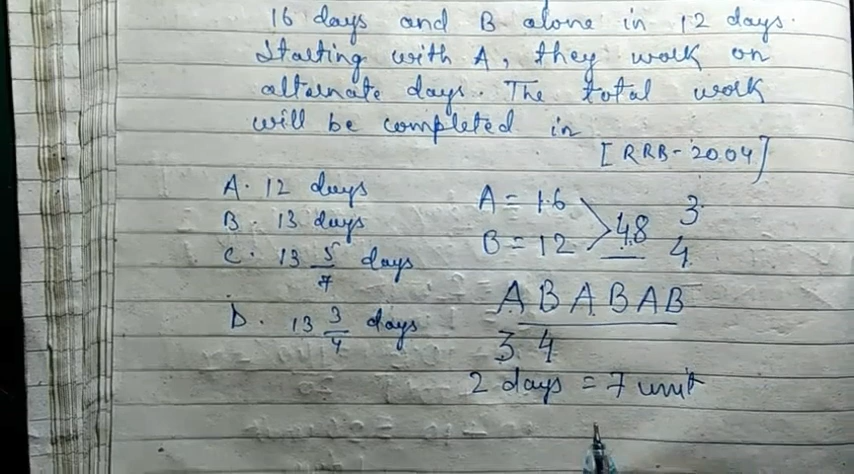 16 days and B alone in 12 days.
Starting with A, they work on
alternate days. The total work
will be completed in
[RRB-2004]
A. 12 days
B. 13 days
C. 13 5/7 days
D. 13 3/4 days
A = 16
B = 12
48
3
4
A B A B A B
3 4
2 days = 7 unit